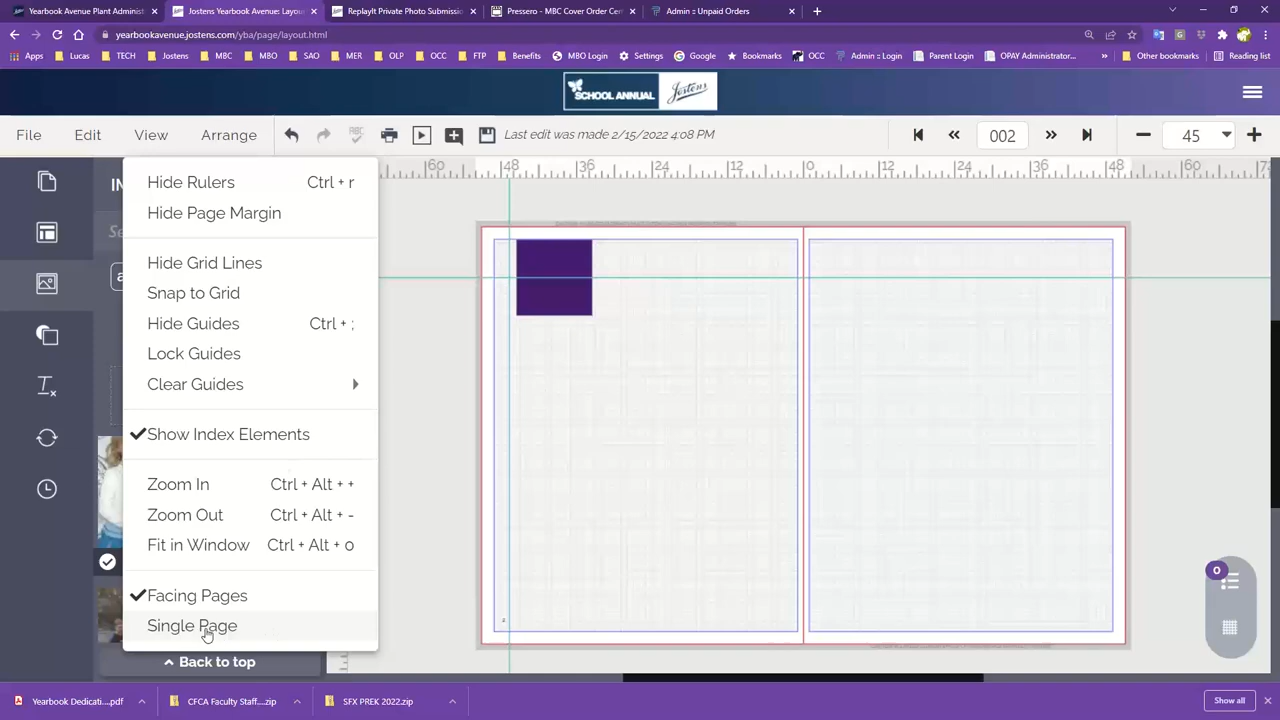 Yearbook Avenue Plant Administrat
Jostens Yearbook Avenue: Layout
ReplayIt Private Photo Submissio
Pressero - MBC Cover Order Cer
Admin :: Unpaid Orders
yearbookavenue.jostens.com/yba/page/layout.html
Apps
Lucas
TECH
Jostens
MBC
MBO
SAO
MER
OLP
OCC
FTP
Benefits
MBO Login
Settings
Google
Bookmarks
OCC
Admin :: Login
Parent Login
OPAY Administrator...
Other bookmarks
Reading list
SCHOOL ANNUAL
Jostens
File
Edit
View
Arrange
ABC
Last edit was made 2/15/2022 4:08 PM
002
45
60 48 36 24 12 0 12 24 36 48 60
Hide Rulers Ctrl + r
Hide Page Margin
Hide Grid Lines
Snap to Grid
Hide Guides Ctrl + ;
Lock Guides
Clear Guides
Show Index Elements
Zoom In Ctrl + Alt + +
Zoom Out Ctrl + Alt + -
Fit in Window Ctrl + Alt + 0
Facing Pages
Single Page
Back to top
0
Yearbook Dedicati....pdf
CFCA Faculty Staff....zip
SFX PREK 2022.zip
Show all